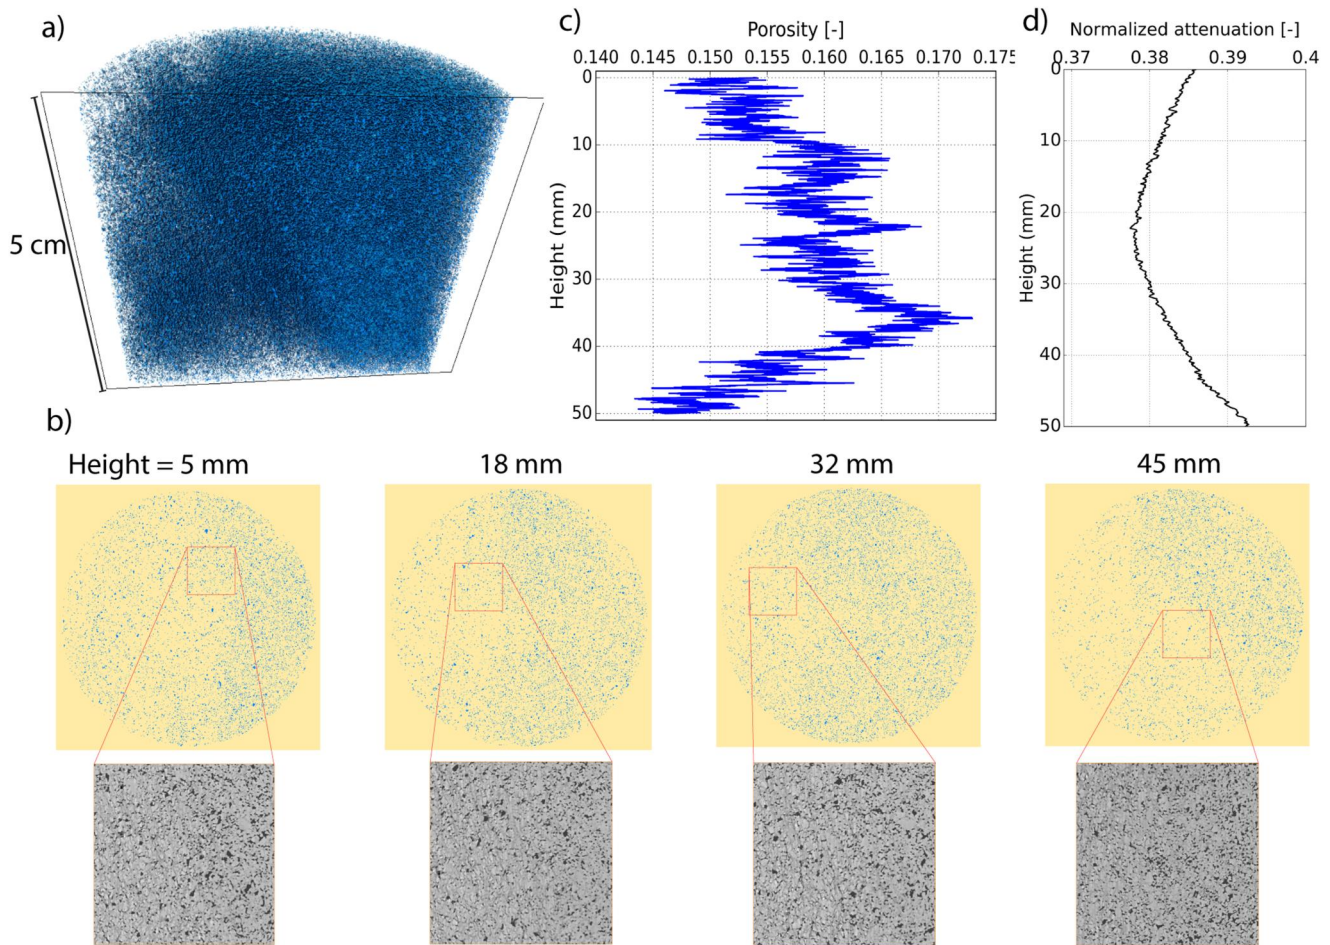 a)
5 cm
c)
Porosity [-]
0.140 0.145 0.150 0.155 0.160 0.165 0.170 0.175
0
10
20
30
40
50
Height (mm)
d)
Normalized attenuation [-]
0.37 0.38 0.39 0.4
0
10
20
30
40
50
Height (mm)
b)
Height = 5 mm 18 mm 32 mm 45 mm